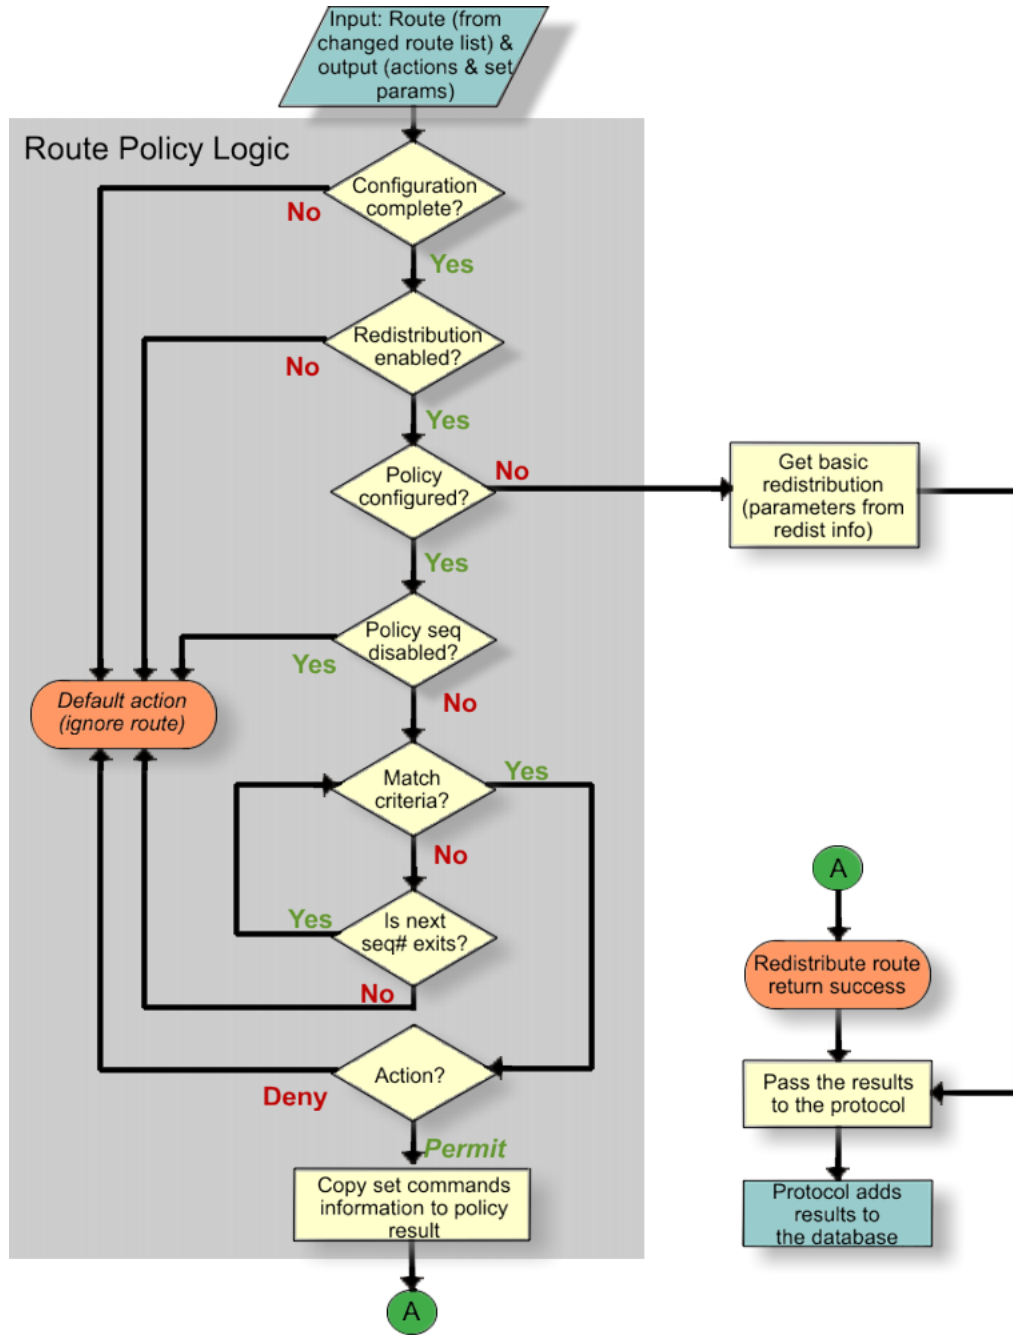 Input: Route (from
changed route list) &
output (actions & set
params)
Route Policy Logic
Configuration
complete?
No
Yes
Redistribution
enabled?
No
Yes
Policy
configured?
No
Get basic
redistribution
(parameters from
redist info)
Yes
Policy seq
disabled?
Yes
No
Default action
(ignore route)
Match
criteria?
Yes
No
Is next
seq# exits?
Yes
No
Action?
Deny
Permit
Copy set commands
information to policy
result
A
A
Redistribute route
return success
Pass the results
to the protocol
Protocol adds
results to
the database